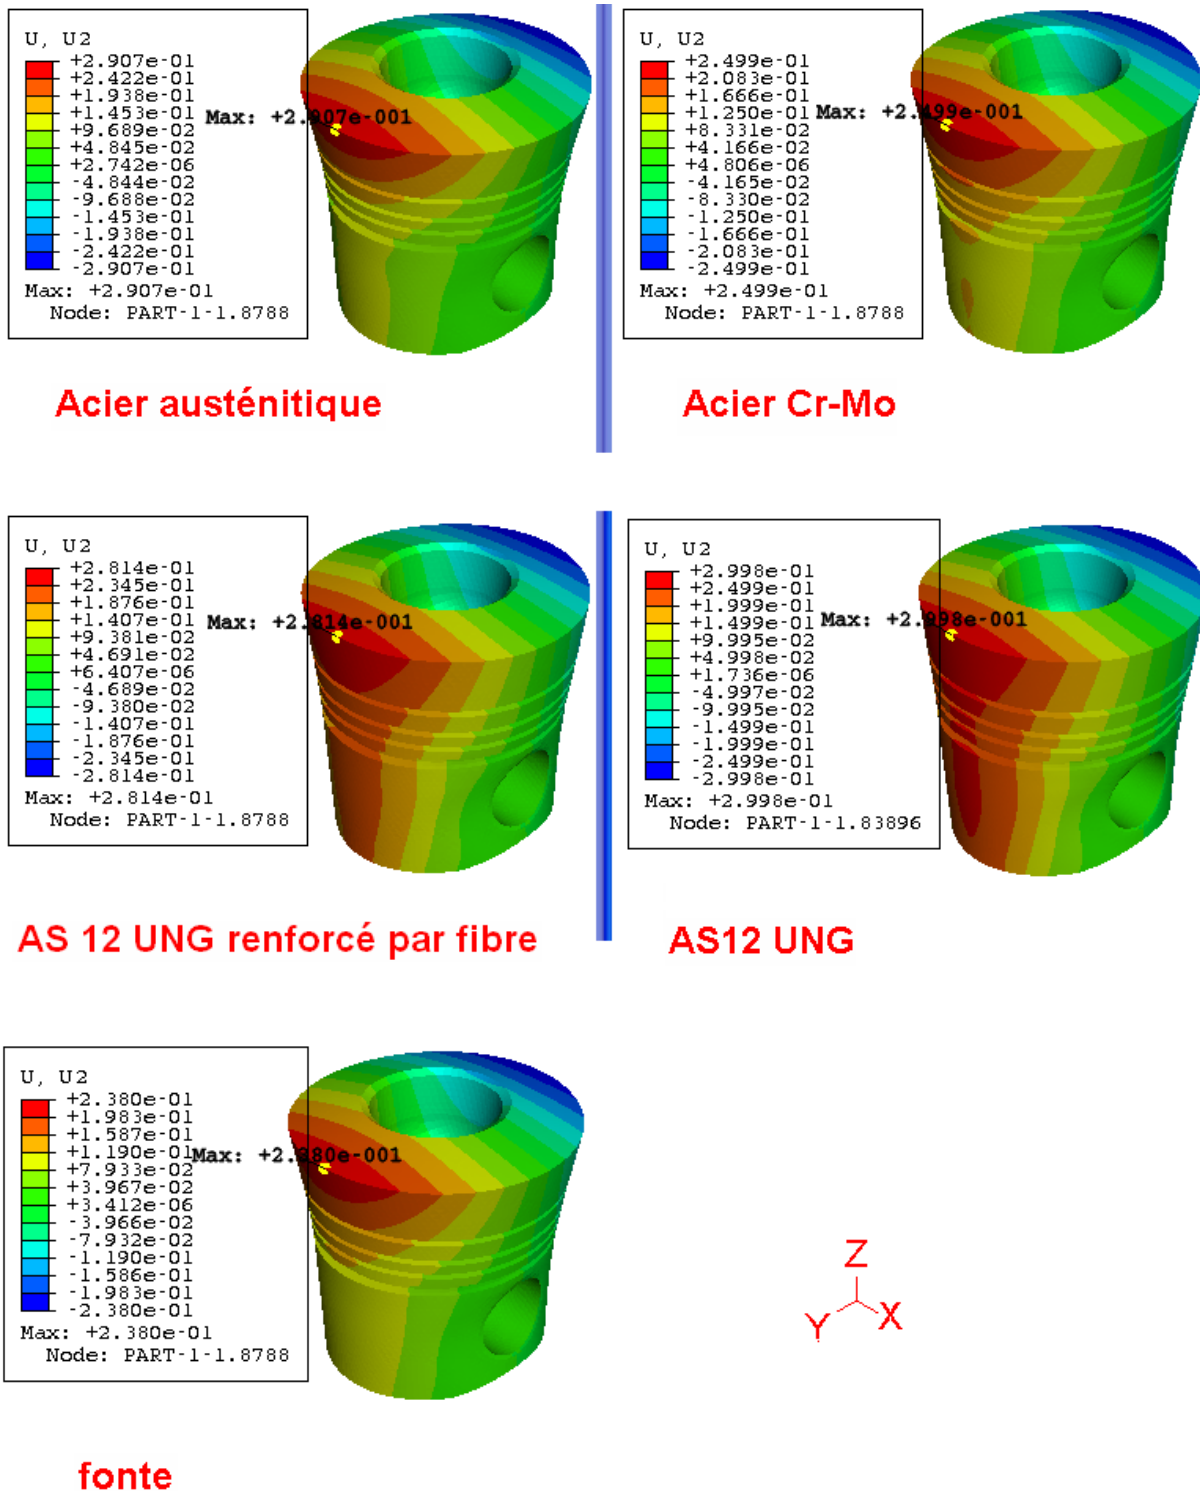 U, U2
+2.907e-01
+2.422e-01
+1.938e-01
+1.453e-01
+9.689e-02
+4.845e-02
+2.742e-06
-4.844e-02
-9.688e-02
-1.453e-01
-1.938e-01
-2.422e-01
-2.907e-01
Max: +2.907e-01
Node: PART-1-1.8788
Max: +2.907e-001
Acier austénitique
U, U2
+2.499e-01
+2.083e-01
+1.666e-01
+1.250e-01
+8.331e-02
+4.166e-02
+4.806e-06
-4.165e-02
-8.330e-02
-1.250e-01
-1.666e-01
-2.083e-01
-2.499e-01
Max: +2.499e-01
Node: PART-1-1.8788
Max: +2.499e-001
Acier Cr-Mo
U, U2
+2.814e-01
+2.345e-01
+1.876e-01
+1.407e-01
+9.381e-02
+4.691e-02
+6.407e-06
-4.689e-02
-9.380e-02
-1.407e-01
-1.876e-01
-2.345e-01
-2.814e-01
Max: +2.814e-01
Node: PART-1-1.8788
Max: +2.814e-001
AS 12 UNG renforcé par fibre
U, U2
+2.998e-01
+2.499e-01
+1.999e-01
+1.499e-01
+9.995e-02
+4.998e-02
+1.736e-06
-4.997e-02
-9.995e-02
-1.499e-01
-1.999e-01
-2.499e-01
-2.998e-01
Max: +2.998e-01
Node: PART-1-1.83896
Max: +2.998e-001
AS12 UNG
U, U2
+2.380e-01
+1.983e-01
+1.587e-01
+1.190e-01
+7.933e-02
+3.967e-02
+3.412e-06
-3.966e-02
-7.932e-02
-1.190e-01
-1.586e-01
-1.983e-01
-2.380e-01
Max: +2.380e-01
Node: PART-1-1.8788
Max: +2.380e-001
fonte
Z
Y
X